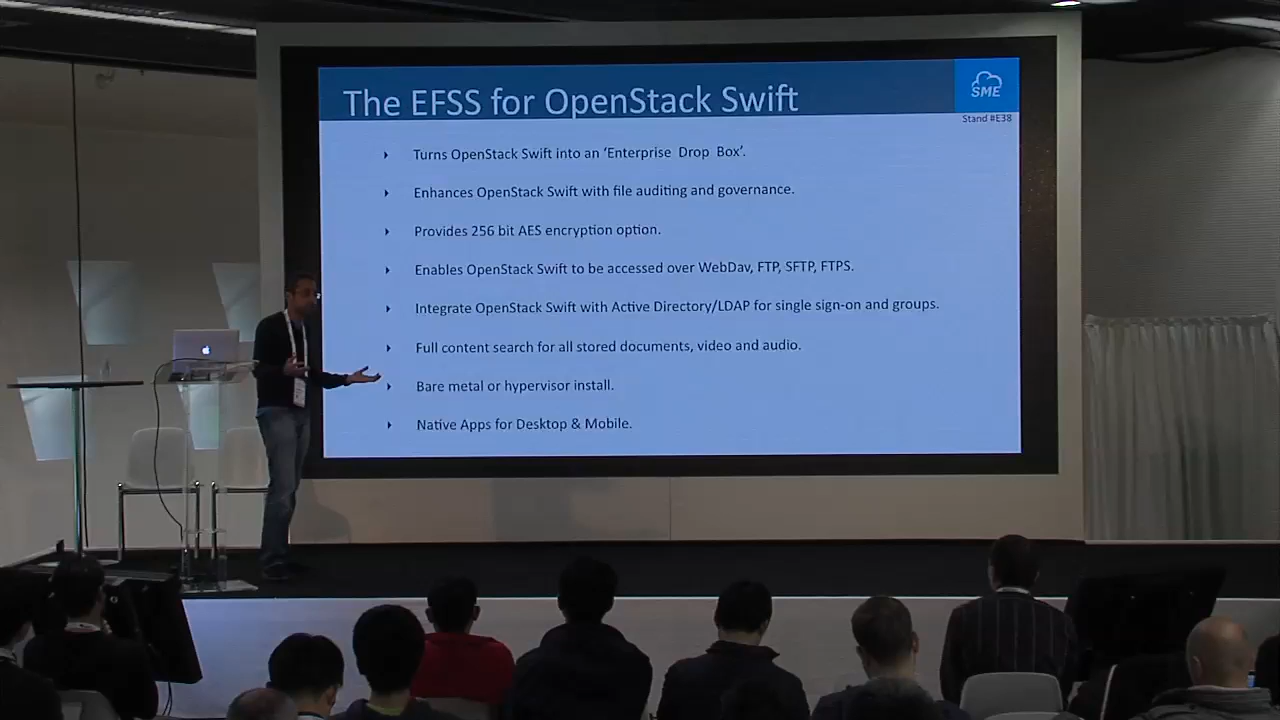 The EFSS for OpenStack Swift
SME
Stand #E38
Turns OpenStack Swift into an ‘Enterprise Drop Box’.
Enhances OpenStack Swift with file auditing and governance.
Provides 256 bit AES encryption option.
Enables OpenStack Swift to be accessed over WebDav, FTP, SFTP, FTPS.
Integrate OpenStack Swift with Active Directory/LDAP for single sign-on and groups.
Full content search for all stored documents, video and audio.
Bare metal or hypervisor install.
Native Apps for Desktop & Mobile.